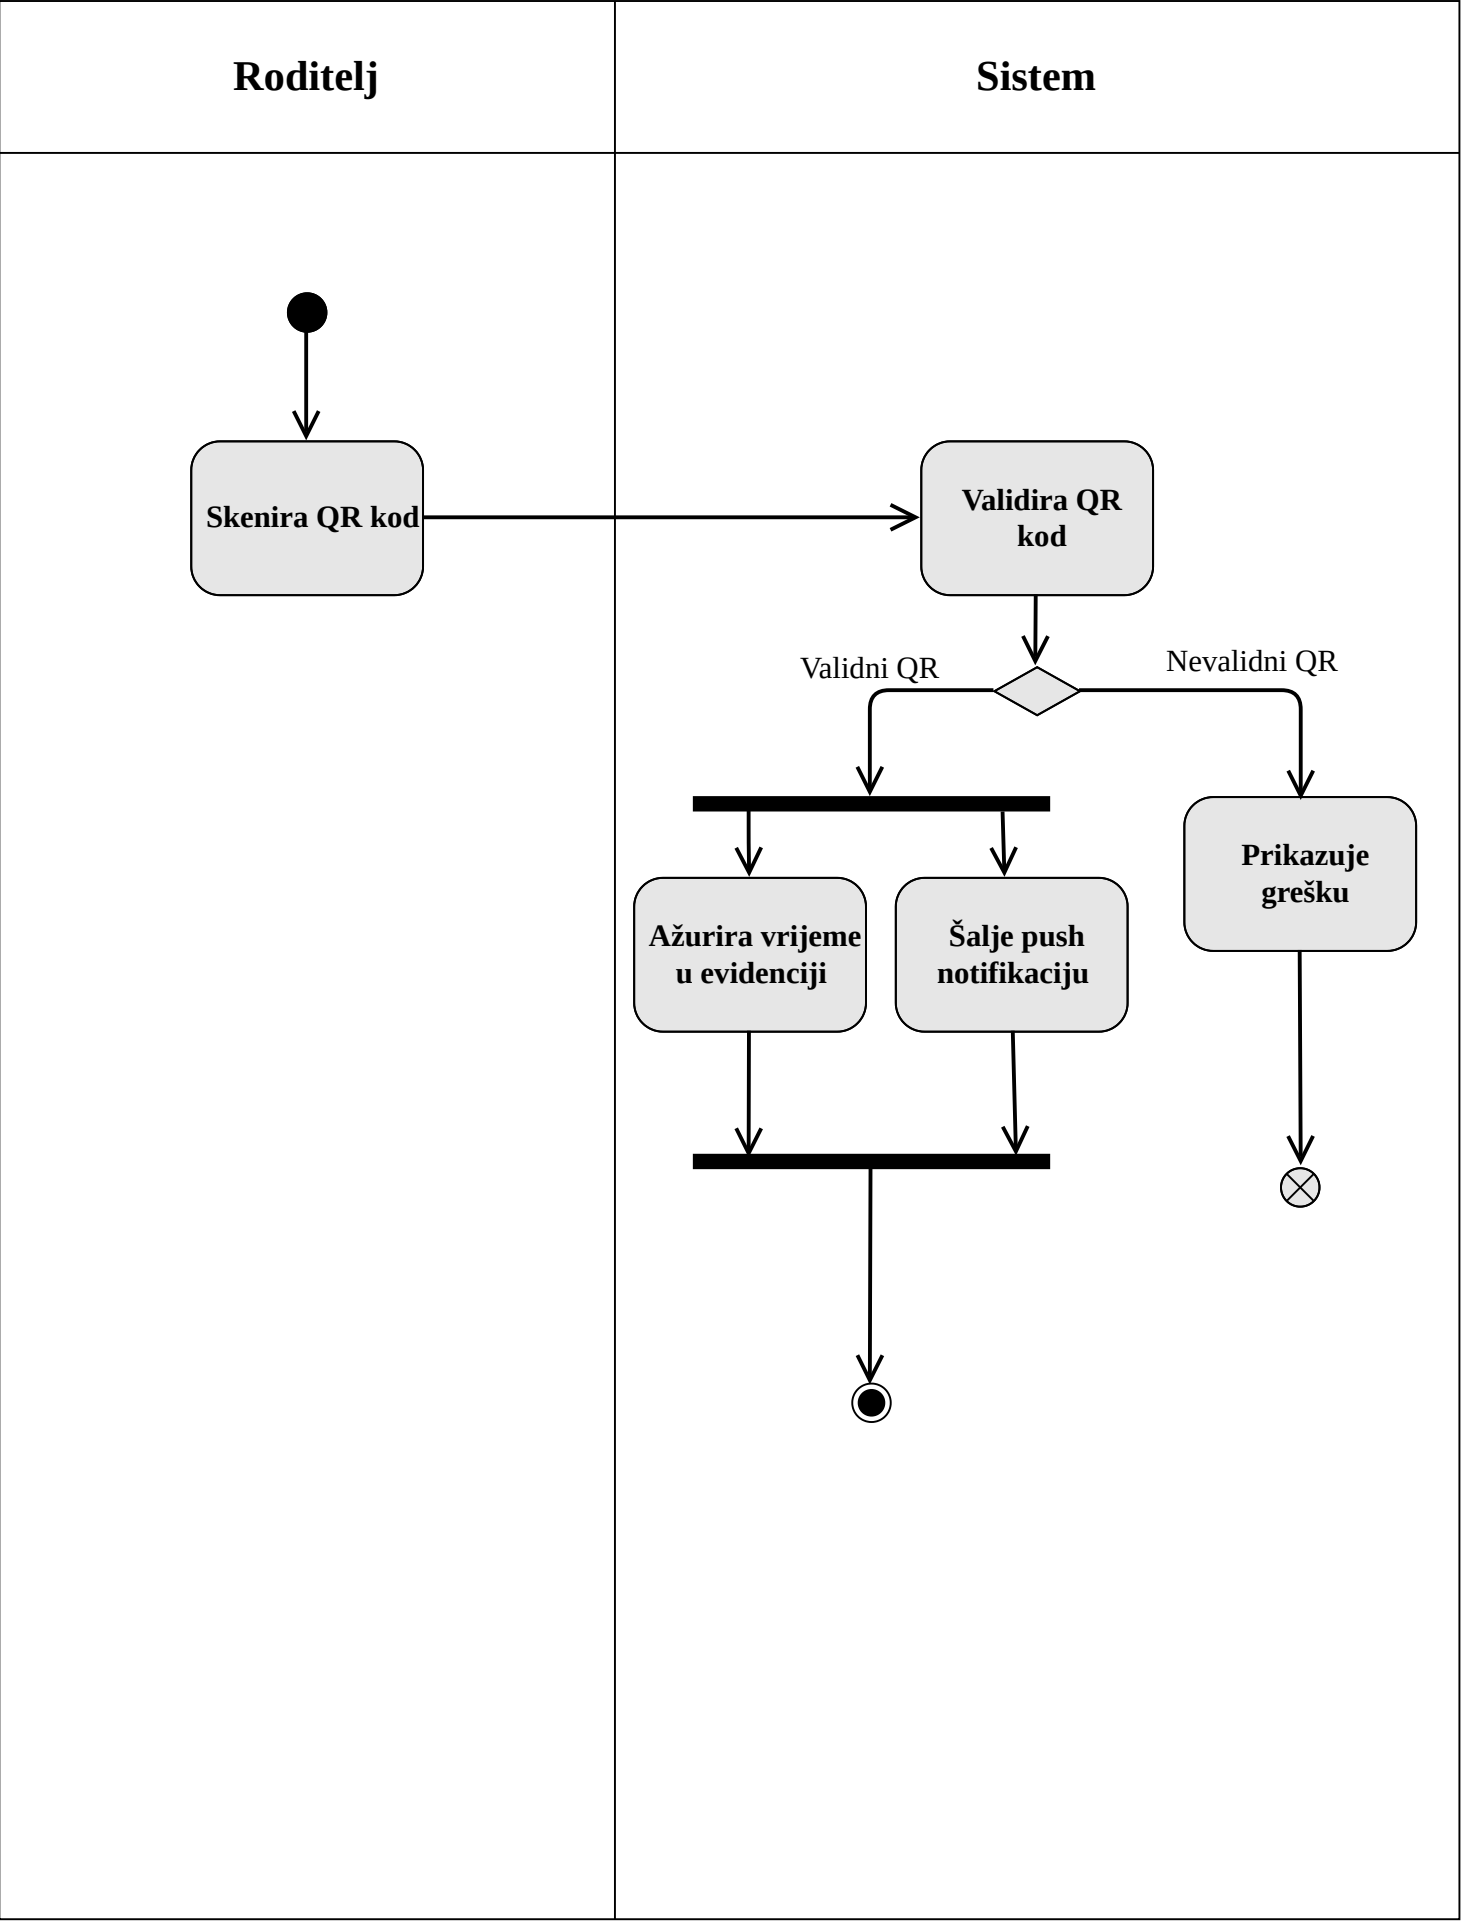 Roditelj
Sistem
Skenira QR kod
Validira QR
kod
Validni QR
Nevalidni QR
Ažurira vrijeme
u evidenciji
Šalje push
notifikaciju
Prikazuje
grešku